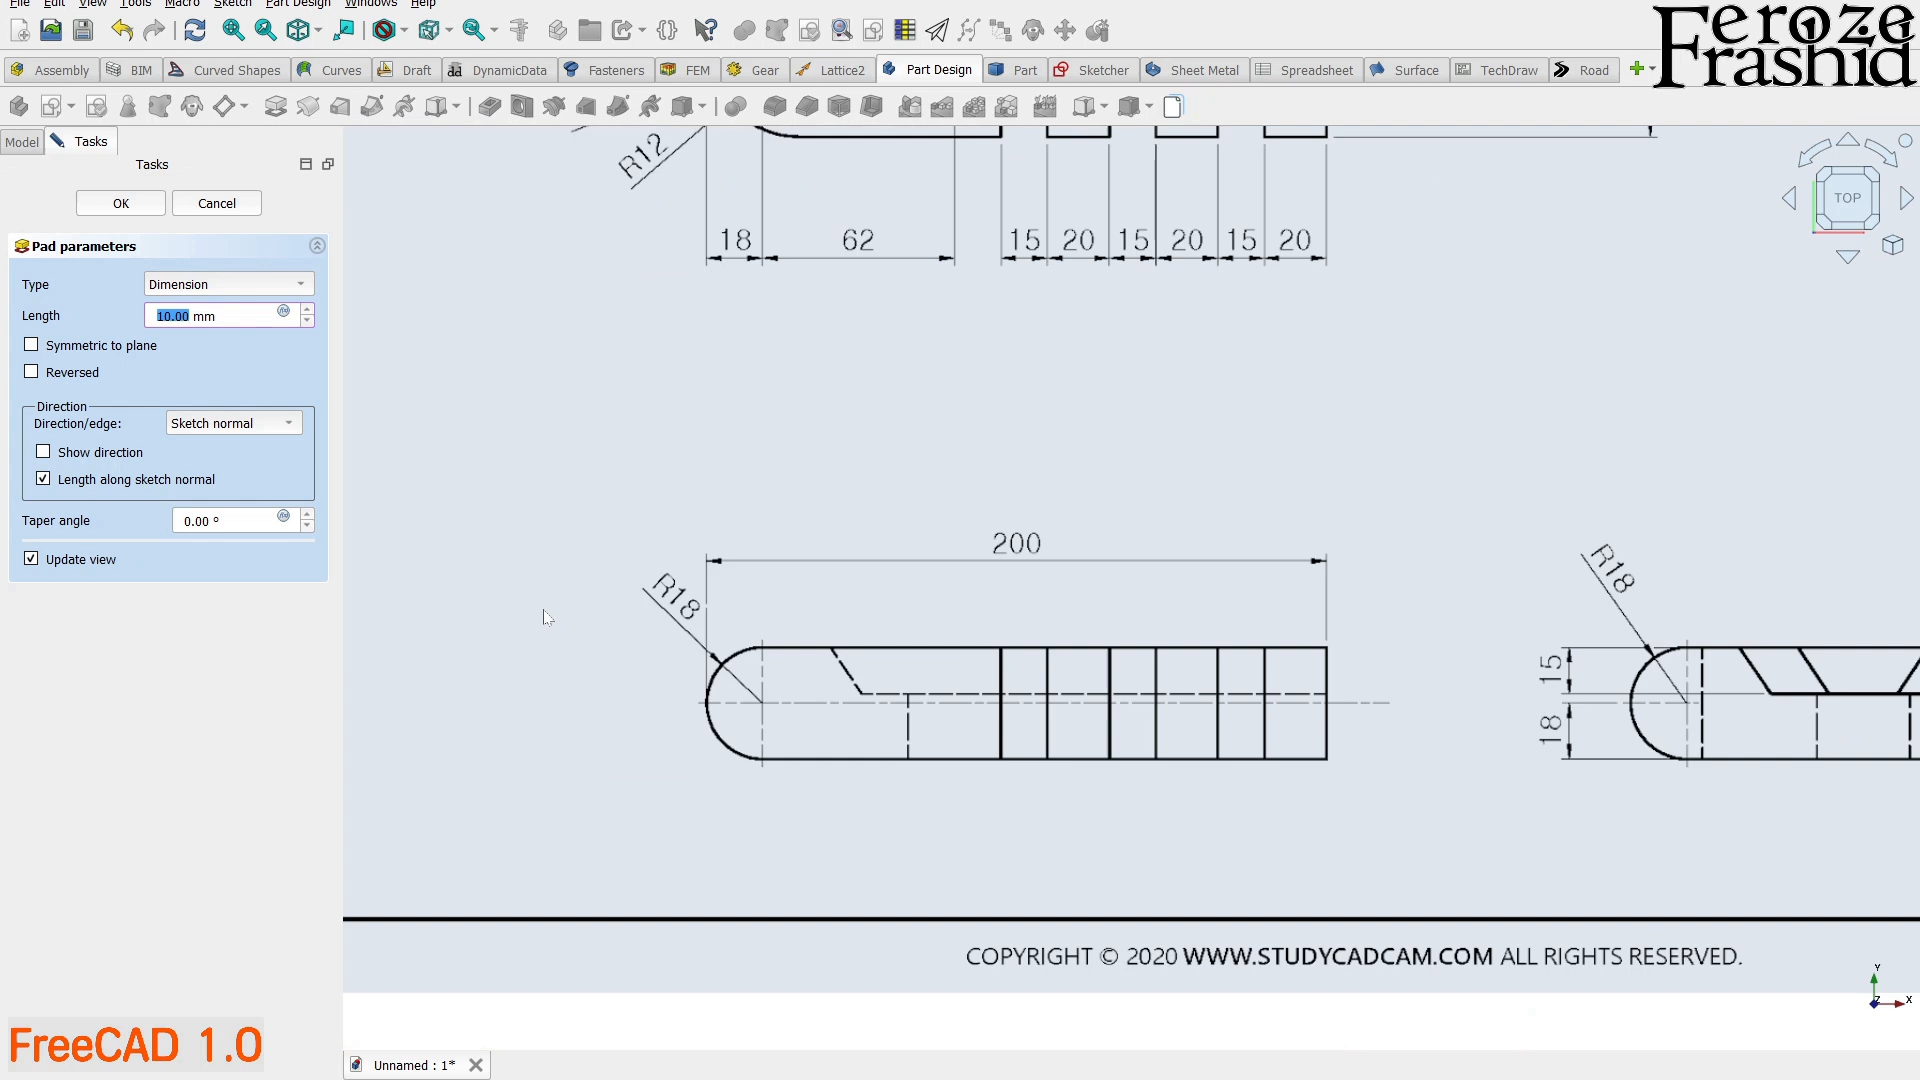 File Edit View Tools Macro Sketch Part Design Windows Help
Feroze
Frashid
Assembly BIM Curved Shapes Curves Draft DynamicData Fasteners FEM Gear Lattice2 Part Design Part Sketcher Sheet Metal Spreadsheet Surface TechDraw Road
Model Tasks
Tasks
OK Cancel
Pad parameters
Type Dimension
Length 10.00 mm
Symmetric to plane
Reversed
Direction
Direction/edge: Sketch normal
Show direction
Length along sketch normal
Taper angle 0.00 °
Update view
TOP
R12
18 62 15 20 15 20 15 20
200
R18
R18
15
18
COPYRIGHT © 2020 WWW.STUDYCADCAM.COM ALL RIGHTS RESERVED.
Y
Z X
FreeCAD 1.0
Unnamed : 1*